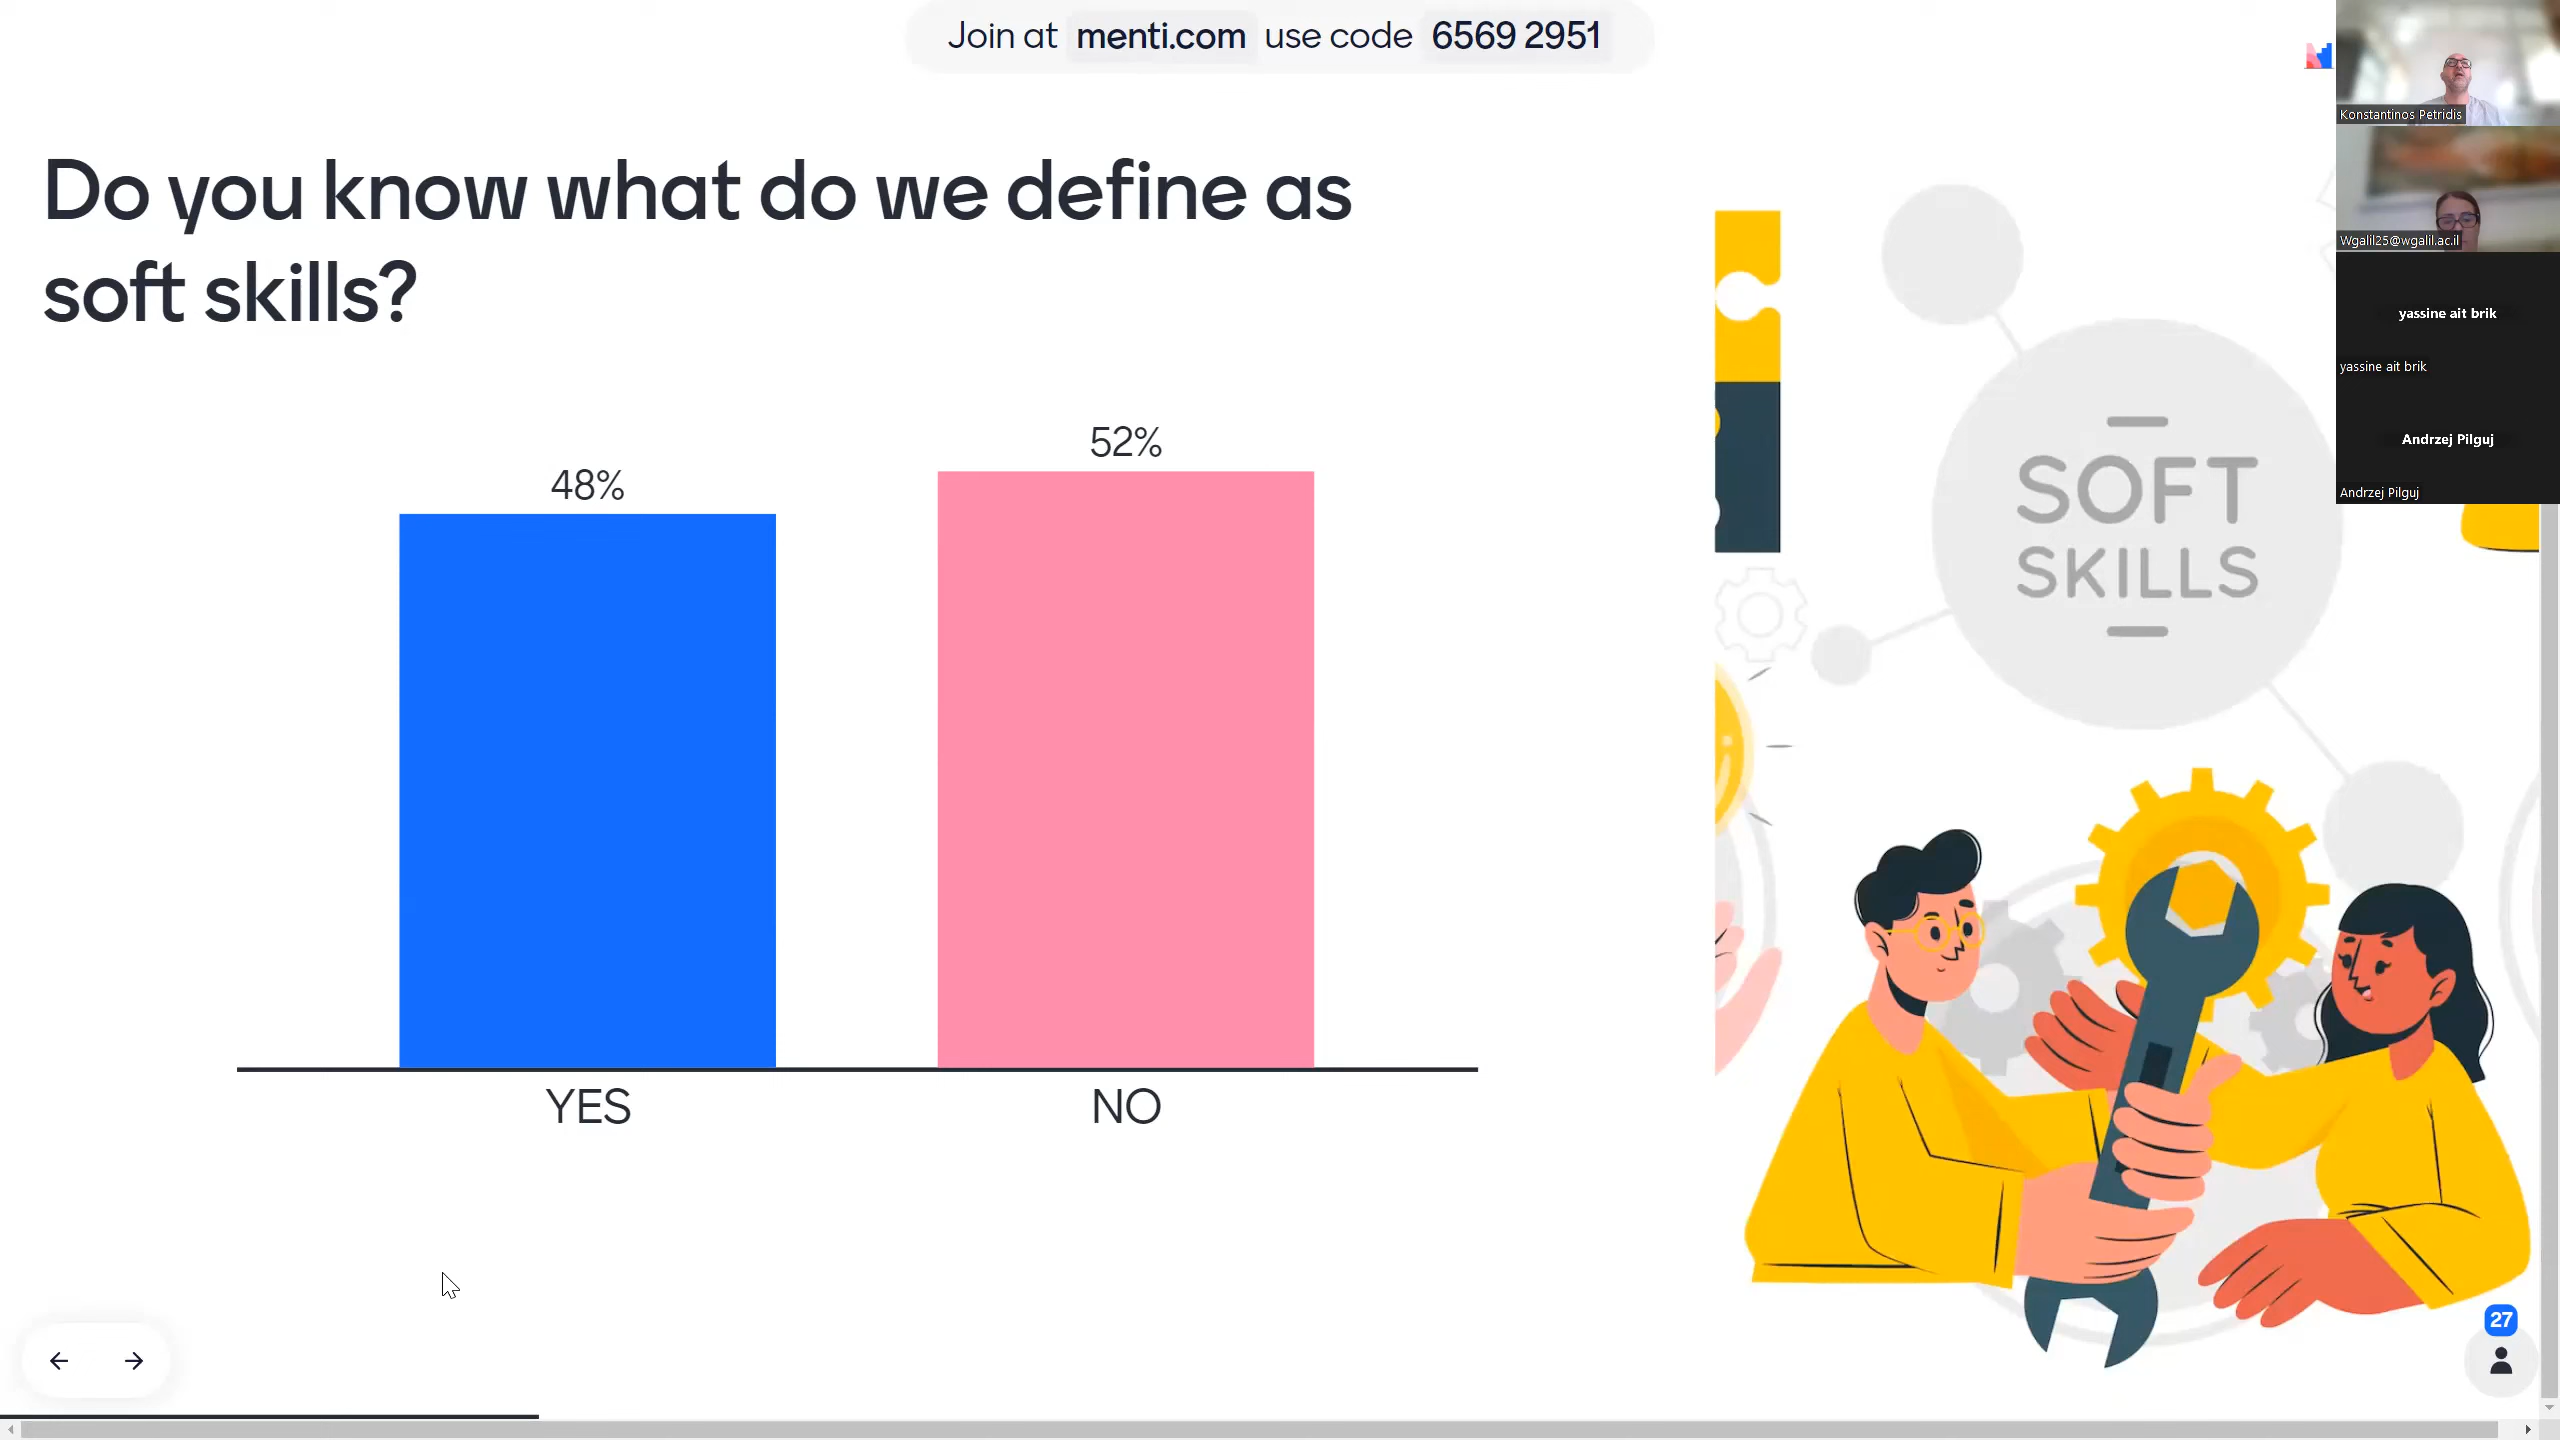 Join at menti.com use code 6569 2951
Do you know what do we define as
soft skills?
48%
52%
YES
NO
SOFT
SKILLS
Konstantinos Petridis
Wgalil25@wgalil.ac.il
yassine ait brik
yassine ait brik
Andrzej Pilguj
Andrzej Pilguj
27